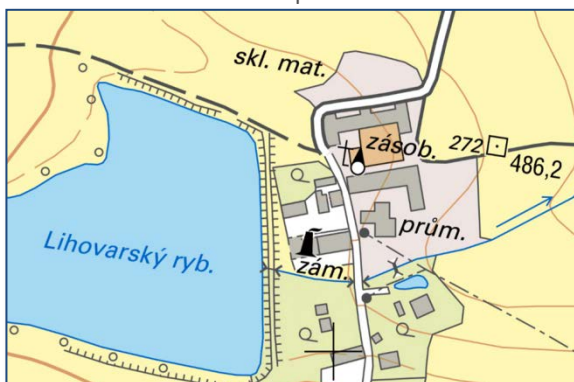 skl. mat.
zásob.
272
486,2
Lihovarský ryb.
prům.
zám.